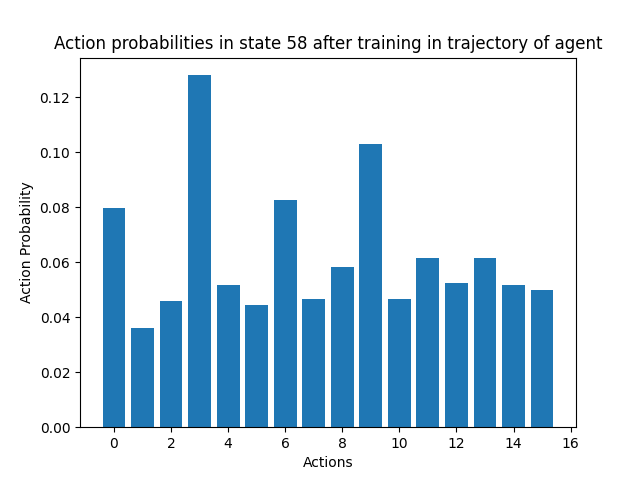 Action probabilities in state 58 after training in trajectory of agent
0.12
0.10
0.08
0.06
0.04
0.02
0.00
Action Probability
0 2 4 6 8 10 12 14 16
Actions